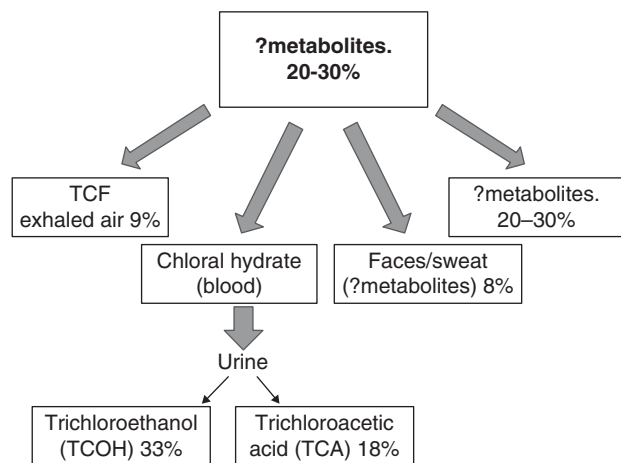 ?metabolites.
20-30%
TCF
exhaled air 9%
?metabolites.
20–30%
Chloral hydrate
(blood)
Faces/sweat
(?metabolites) 8%
Urine
Trichloroethanol
(TCOH) 33%
Trichloroacetic
acid (TCA) 18%